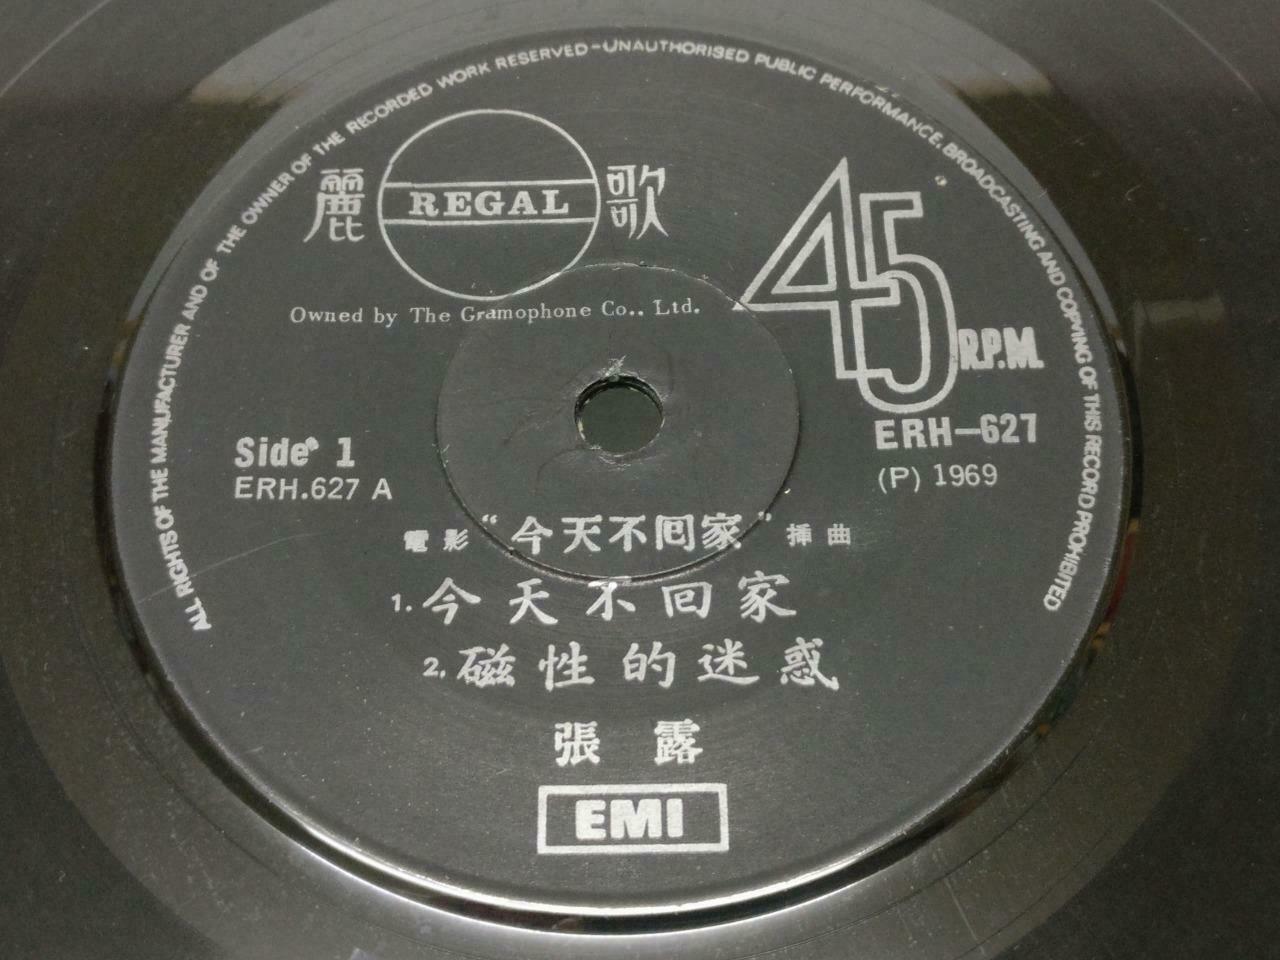 ALL RIGHTS OF THE MANUFACTURER AND OF THE OWNER OF THE RECORDED WORK RESERVED-UNAUTHORISED PUBLIC PERFORMANCE, BROADCASTING AND COPYING OF THIS RECORD PROHIBITED
麗 REGAL 歌
Owned by The Gramophone Co., Ltd.
45 R.P.M.
ERH-627
(P) 1969
Side 1
ERH.627 A
電影“今天不回家”挿曲
1. 今天不回家
2. 磁性的迷惑
張露
EMI